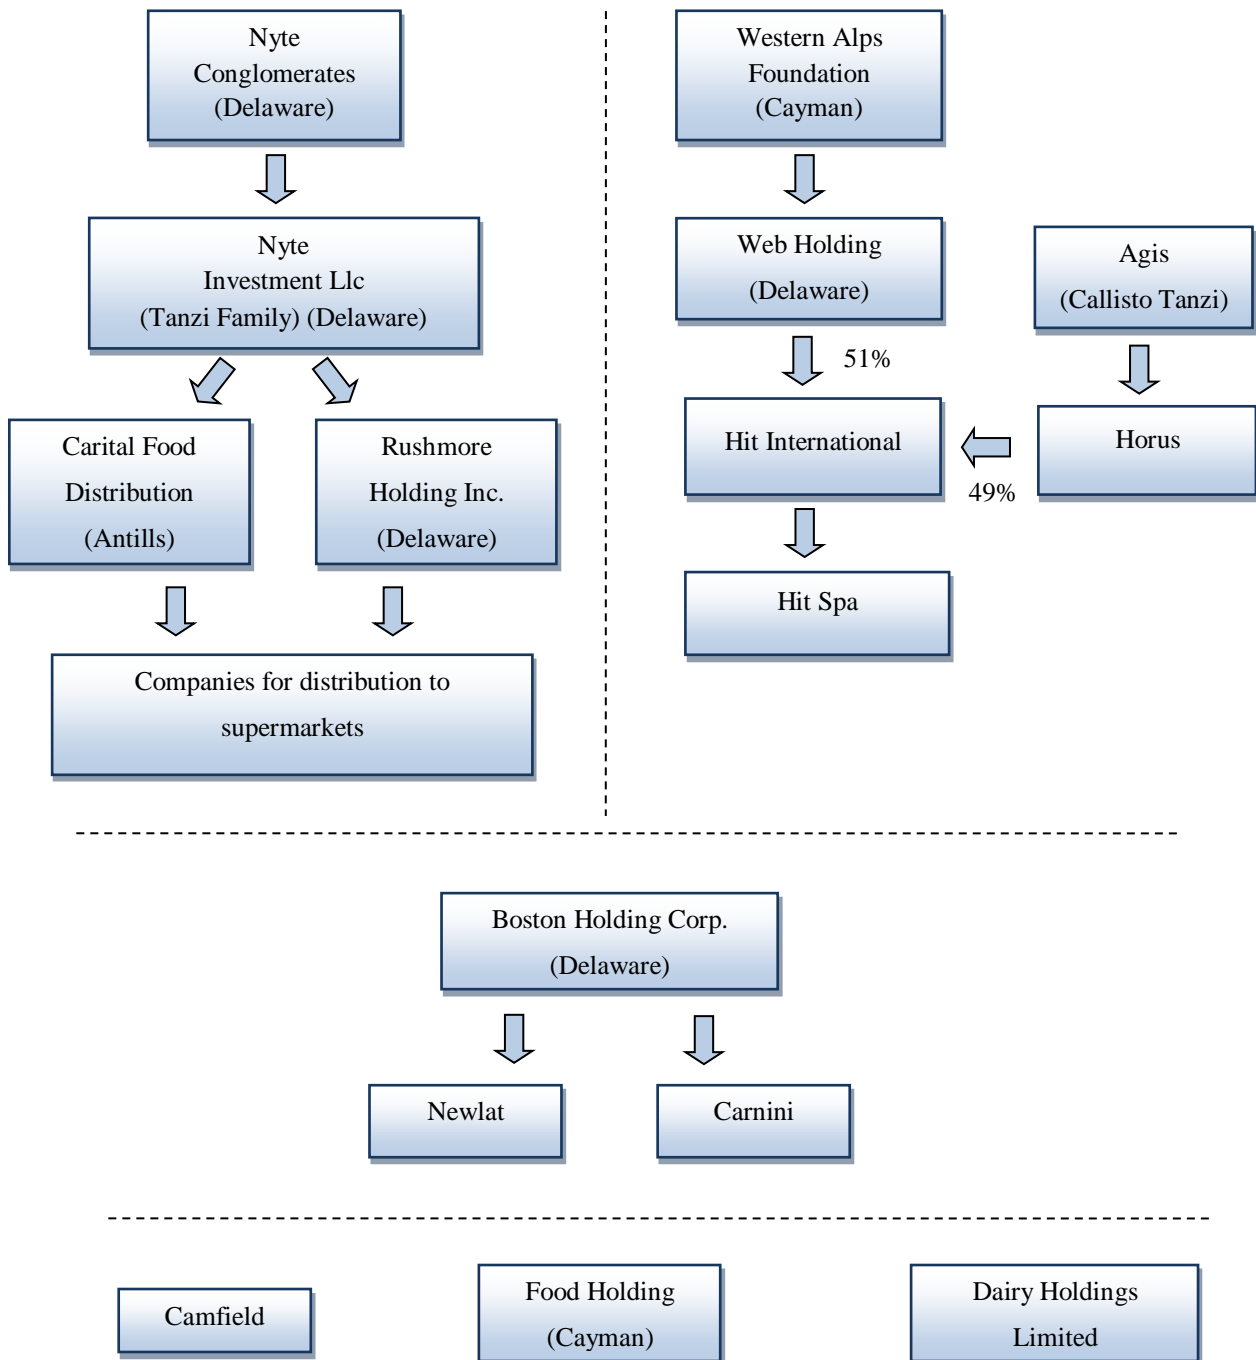 Nyte
Conglomerates
(Delaware)
Nyte
Investment Llc
(Tanzi Family) (Delaware)
Carital Food
Distribution
(Antills)
Rushmore
Holding Inc.
(Delaware)
Companies for distribution to
supermarkets
Western Alps
Foundation
(Cayman)
Web Holding
(Delaware)
51%
Agis
(Callisto Tanzi)
Hit International
49%
Horus
Hit Spa
Boston Holding Corp.
(Delaware)
Newlat
Carnini
Camfield
Food Holding
(Cayman)
Dairy Holdings
Limited